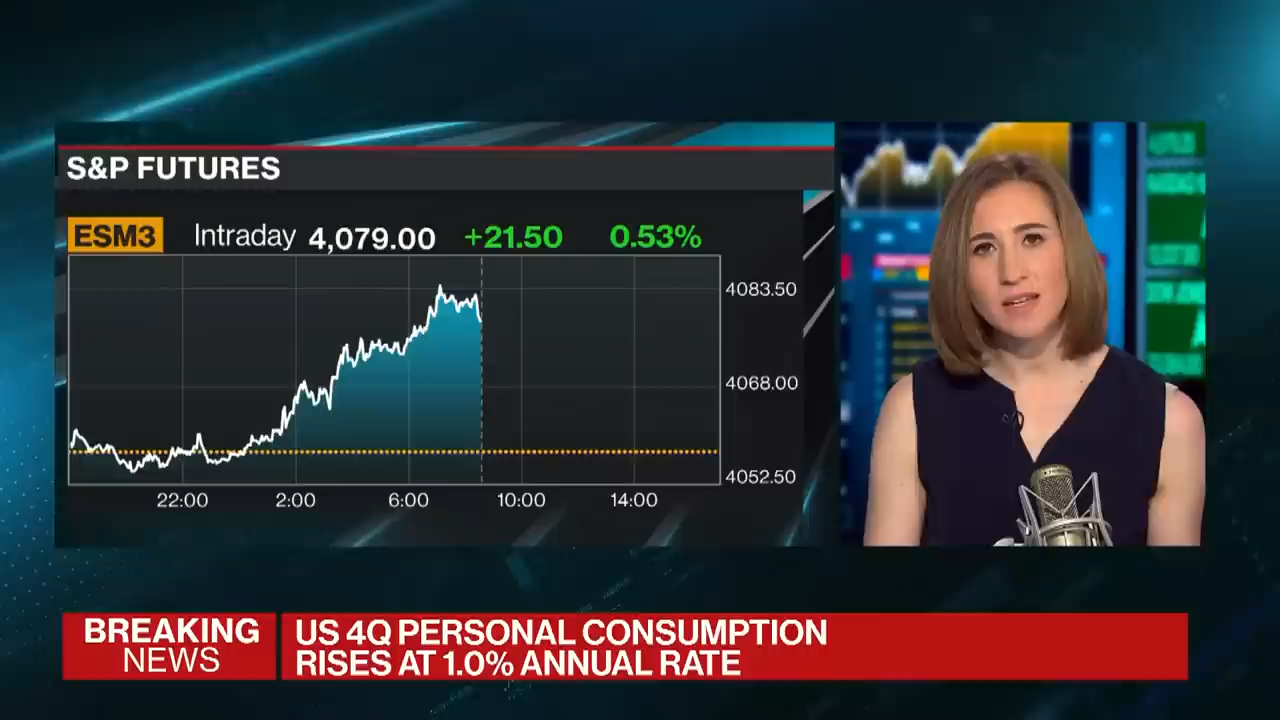 S&P FUTURES
ESM3 Intraday 4,079.00 +21.50 0.53%
4083.50
4068.00
4052.50
22:00 2:00 6:00 10:00 14:00
BREAKING NEWS
US 4Q PERSONAL CONSUMPTION
RISES AT 1.0% ANNUAL RATE